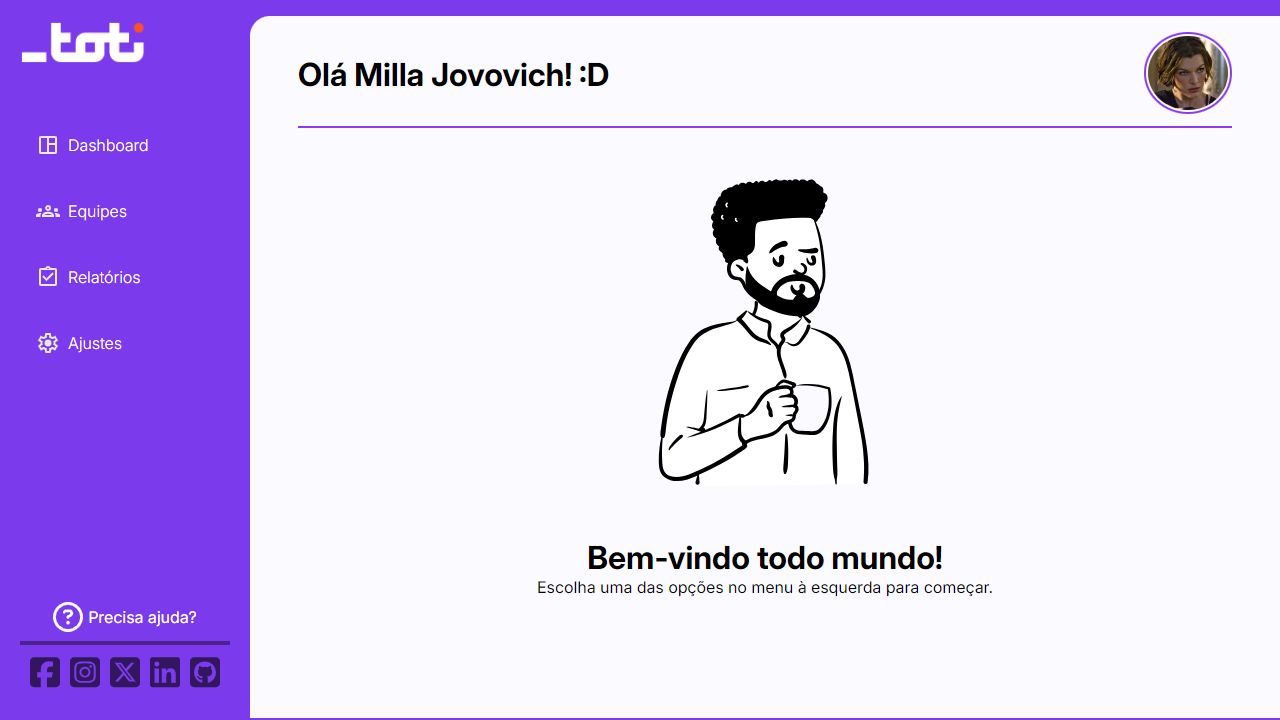 _toti
Olá Milla Jovovich! :D
Dashboard
Equipes
Relatórios
Ajustes
Bem-vindo todo mundo!
Escolha uma das opções no menu à esquerda para começar.
Precisa ajuda?